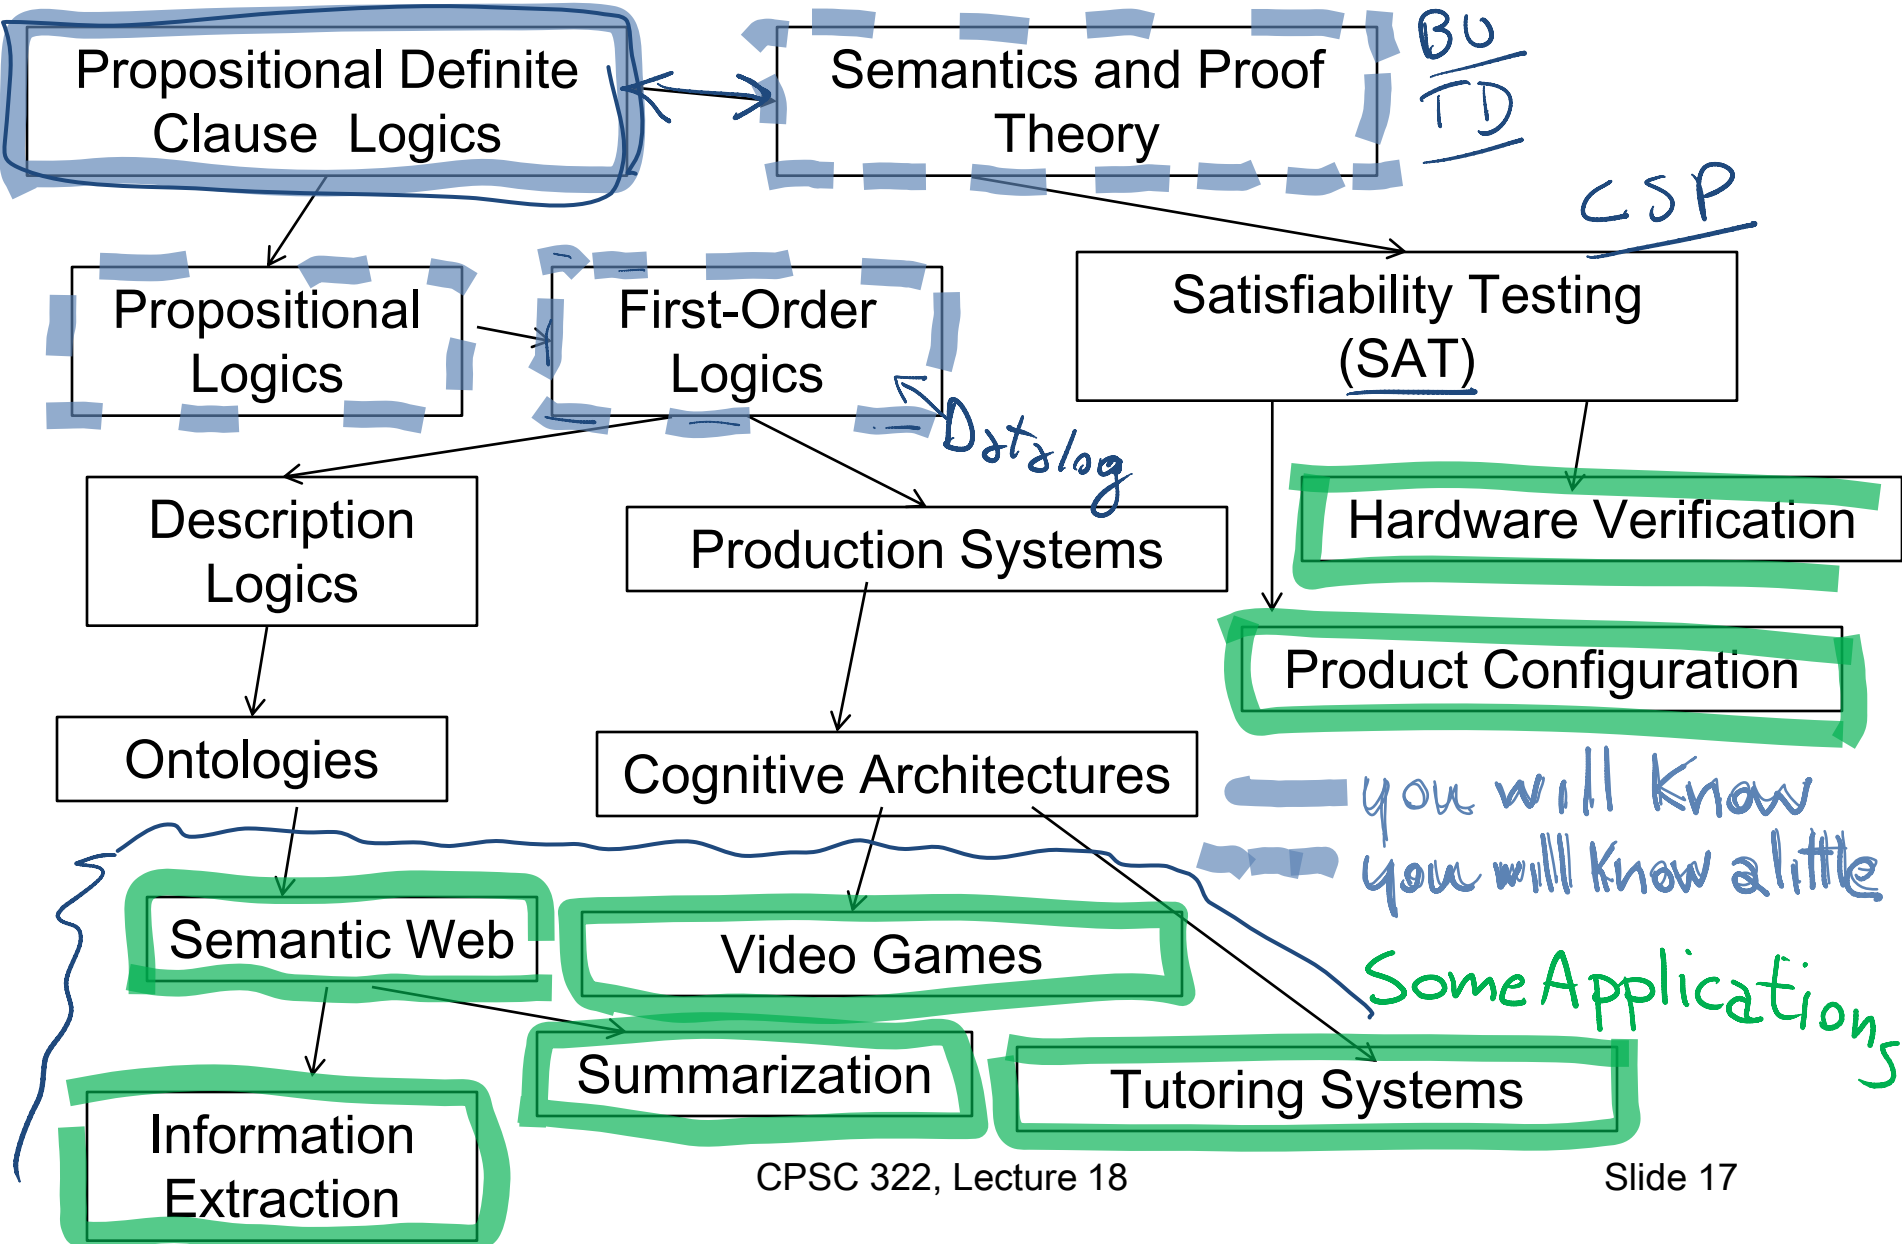 Propositional Definite
Clause Logics
Semantics and Proof
Theory
BU
TD
CSP
Propositional
Logics
First-Order
Logics
Satisfiability Testing
(SAT)
Datalog
Description
Logics
Production Systems
Hardware Verification
Product Configuration
Ontologies
Cognitive Architectures
you will Know
you will Know a little
Semantic Web
Video Games
Some Applications
Summarization
Tutoring Systems
Information
Extraction
CPSC 322, Lecture 18
Slide 17